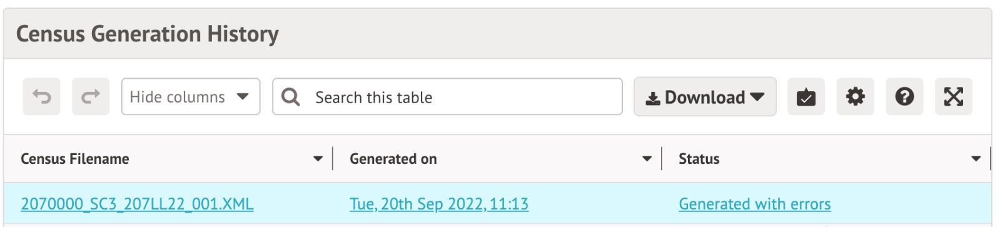 Census Generation History
Hide columns Search this table Download
Census Filename Generated on Status
2070000_SC3_207LL22_001.XML Tue, 20th Sep 2022, 11:13 Generated with errors